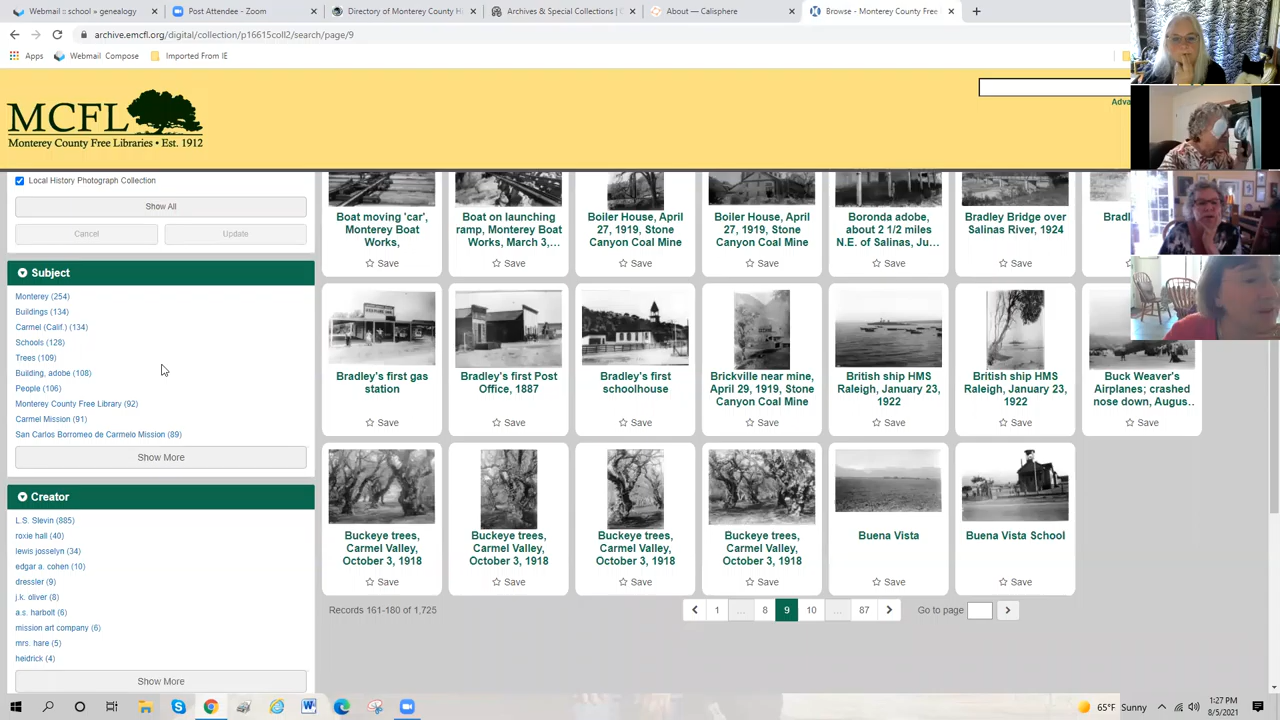 Webmail :: school » genealogy
Post Attendee - Zoom
Directory of Monterey County H
Archives & Special Collections
About — Calisphere
Browse - Monterey County Free
archive.emcfl.org/digital/collection/p16615coll2/search/page/9
Apps
Webmail Compose
Imported From IE
MCFL
Monterey County Free Libraries • Est. 1912
Adva
Local History Photograph Collection
Show All
Cancel
Update
Subject
Monterey (254)
Buildings (134)
Carmel (Calif.) (134)
Schools (128)
Trees (109)
Building, adobe (108)
People (106)
Monterey County Free Library (92)
Carmel Mission (91)
San Carlos Borromeo de Carmelo Mission (89)
Show More
Creator
L.S. Slevin (885)
roxie hall (40)
lewis josselyn (34)
edgar a. cohen (10)
dressler (9)
j.k. oliver (8)
a.s. harbolt (6)
mission art company (6)
mrs. hare (5)
heidrick (4)
Show More
Boat moving 'car',
Monterey Boat
Works,
Save
Boat on launching
ramp, Monterey Boat
Works, March 3,...
Save
Boiler House, April
27, 1919, Stone
Canyon Coal Mine
Save
Boiler House, April
27, 1919, Stone
Canyon Coal Mine
Save
Boronda adobe,
about 2 1/2 miles
N.E. of Salinas, Ju...
Save
Bradley Bridge over
Salinas River, 1924
Save
Bradl
Save
Bradley's first gas
station
Save
Bradley's first Post
Office, 1887
Save
Bradley's first
schoolhouse
Save
Brickville near mine,
April 29, 1919, Stone
Canyon Coal Mine
Save
British ship HMS
Raleigh, January 23,
1922
Save
British ship HMS
Raleigh, January 23,
1922
Save
Buck Weaver's
Airplanes; crashed
nose down, Augus..
Save
Buckeye trees,
Carmel Valley,
October 3, 1918
Save
Buckeye trees,
Carmel Valley,
October 3, 1918
Save
Buckeye trees,
Carmel Valley,
October 3, 1918
Save
Buckeye trees,
Carmel Valley,
October 3, 1918
Save
Buena Vista
Save
Buena Vista School
Save
Records 161-180 of 1,725
1 ... 8 9 10 ... 87
Go to page
65°F Sunny
1:27 PM
8/5/2021